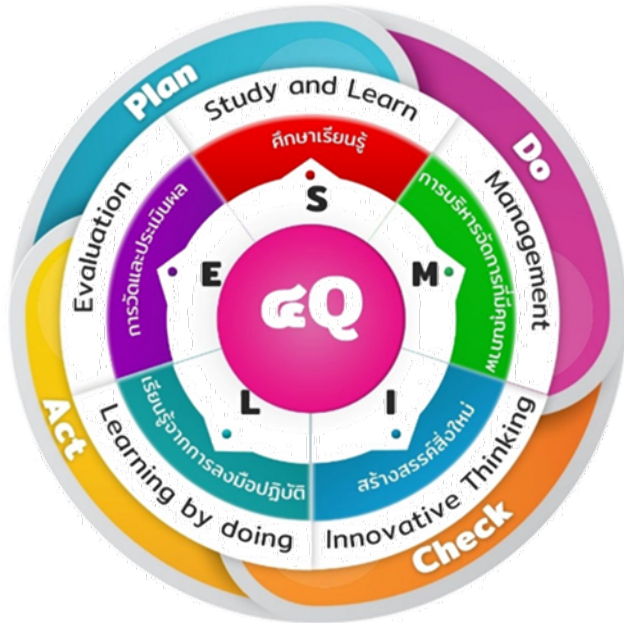 Plan
Do
Check
Act
Study and Learn
Management
Innovative Thinking
Learning by doing
Evaluation
ศึกษาเรียนรู้
การบริหารจัดการที่มีคุณภาพ
สร้างสรรค์สิ่งใหม่
เรียนรู้จากการลงมือปฏิบัติ
การวัดและประเมินผล
S
M
I
L
E
๔Q